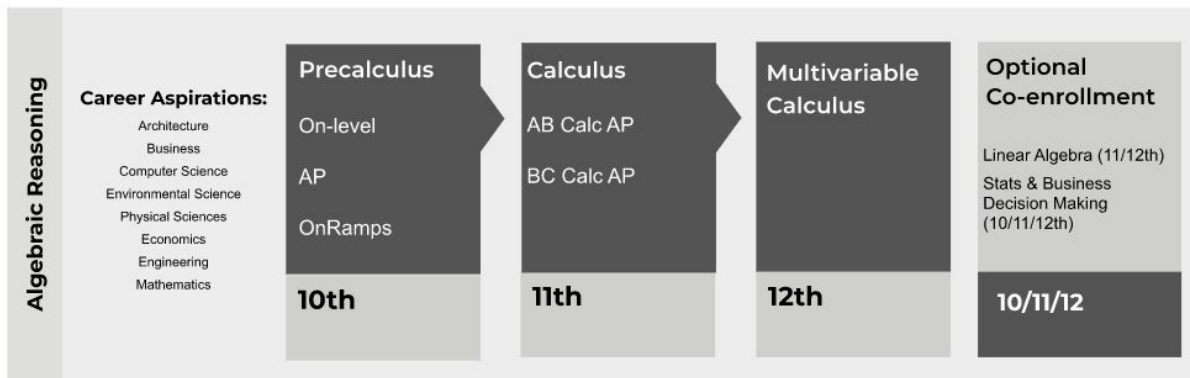 Algebraic Reasoning
Career Aspirations:
Architecture
Business
Computer Science
Environmental Science
Physical Sciences
Economics
Engineering
Mathematics
Precalculus
On-level
AP
OnRamps
10th
Calculus
AB Calc AP
BC Calc AP
11th
Multivariable
Calculus
12th
Optional
Co-enrollment
Linear Algebra (11/12th)
Stats & Business
Decision Making
(10/11/12th)
10/11/12